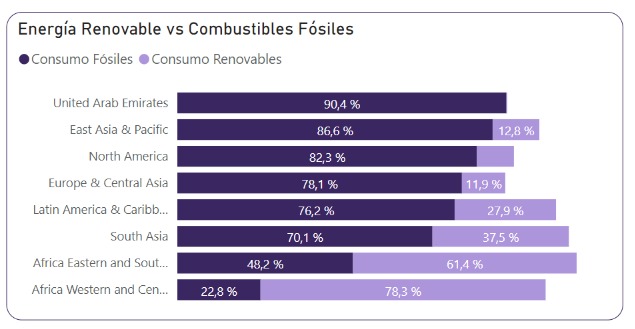 Energía Renovable vs Combustibles Fósiles
Consumo Fósiles Consumo Renovables
United Arab Emirates 90,4 %
East Asia & Pacific 86,6 % 12,8 %
North America 82,3 %
Europe & Central Asia 78,1 % 11,9 %
Latin America & Caribb... 76,2 % 27,9 %
South Asia 70,1 % 37,5 %
Africa Eastern and Sout... 48,2 % 61,4 %
Africa Western and Cen... 22,8 % 78,3 %